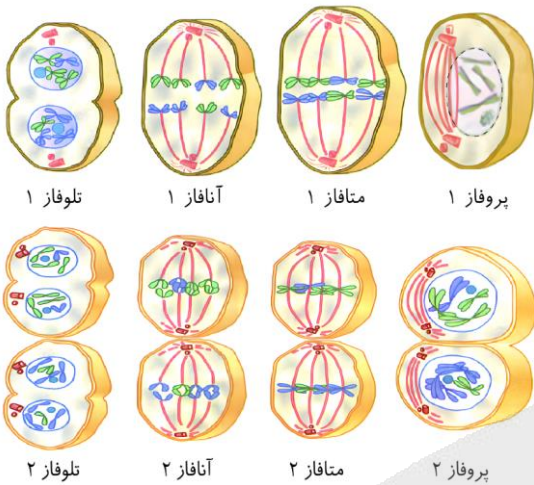 پروفاز ۱ متافاز ۱ آنافاز ۱ تلوفاز ۱
پروفاز ۲ متافاز ۲ آنافاز ۲ تلوفاز ۲